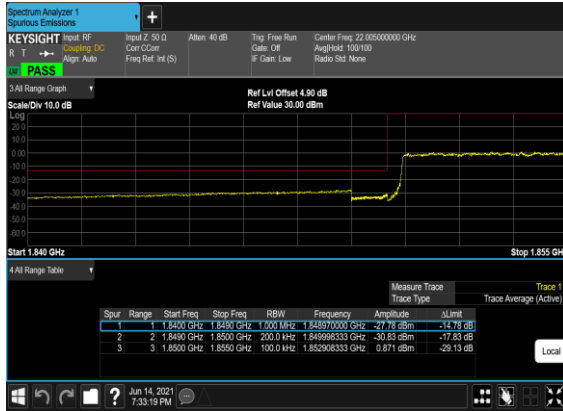 Spectrum Analyzer 1
Spurious Emissions
+
KEYSIGHT Input: RF Input Z: 50 Ω Atten: 40 dB Trig: Free Run Center Freq: 22.005000000 GHz
R T Coupling: DC Corr CCorr Gate: Off Avg|Hold: 100/100
Align: Auto Freq Ref: Int (S) IF Gain: Low Radio Std: None
PASS
3 All Range Graph
Ref Lvl Offset 4.90 dB
Scale/Div 10.0 dB Ref Value 30.00 dBm
Log
20.0
10.0
0.00
-10.0
-20.0
-30.0
-40.0
-50.0
-60.0
Start 1.840 GHz Stop 1.855 GH
4 All Range Table
Measure Trace Trace 1
Trace Type Trace Average (Active)
Spur Range Start Freq Stop Freq RBW Frequency Amplitude ΔLimit
1 1 1.8400 GHz 1.8490 GHz 1.000 MHz 1.848970000 GHz -27.78 dBm -14.78 dB
2 2 1.8490 GHz 1.8500 GHz 200.0 kHz 1.849998333 GHz -30.83 dBm -17.83 dB
3 3 1.8500 GHz 1.8550 GHz 100.0 kHz 1.852908333 GHz 0.871 dBm -29.13 dB
Local
? Jun 14, 2021
7:33:19 PM